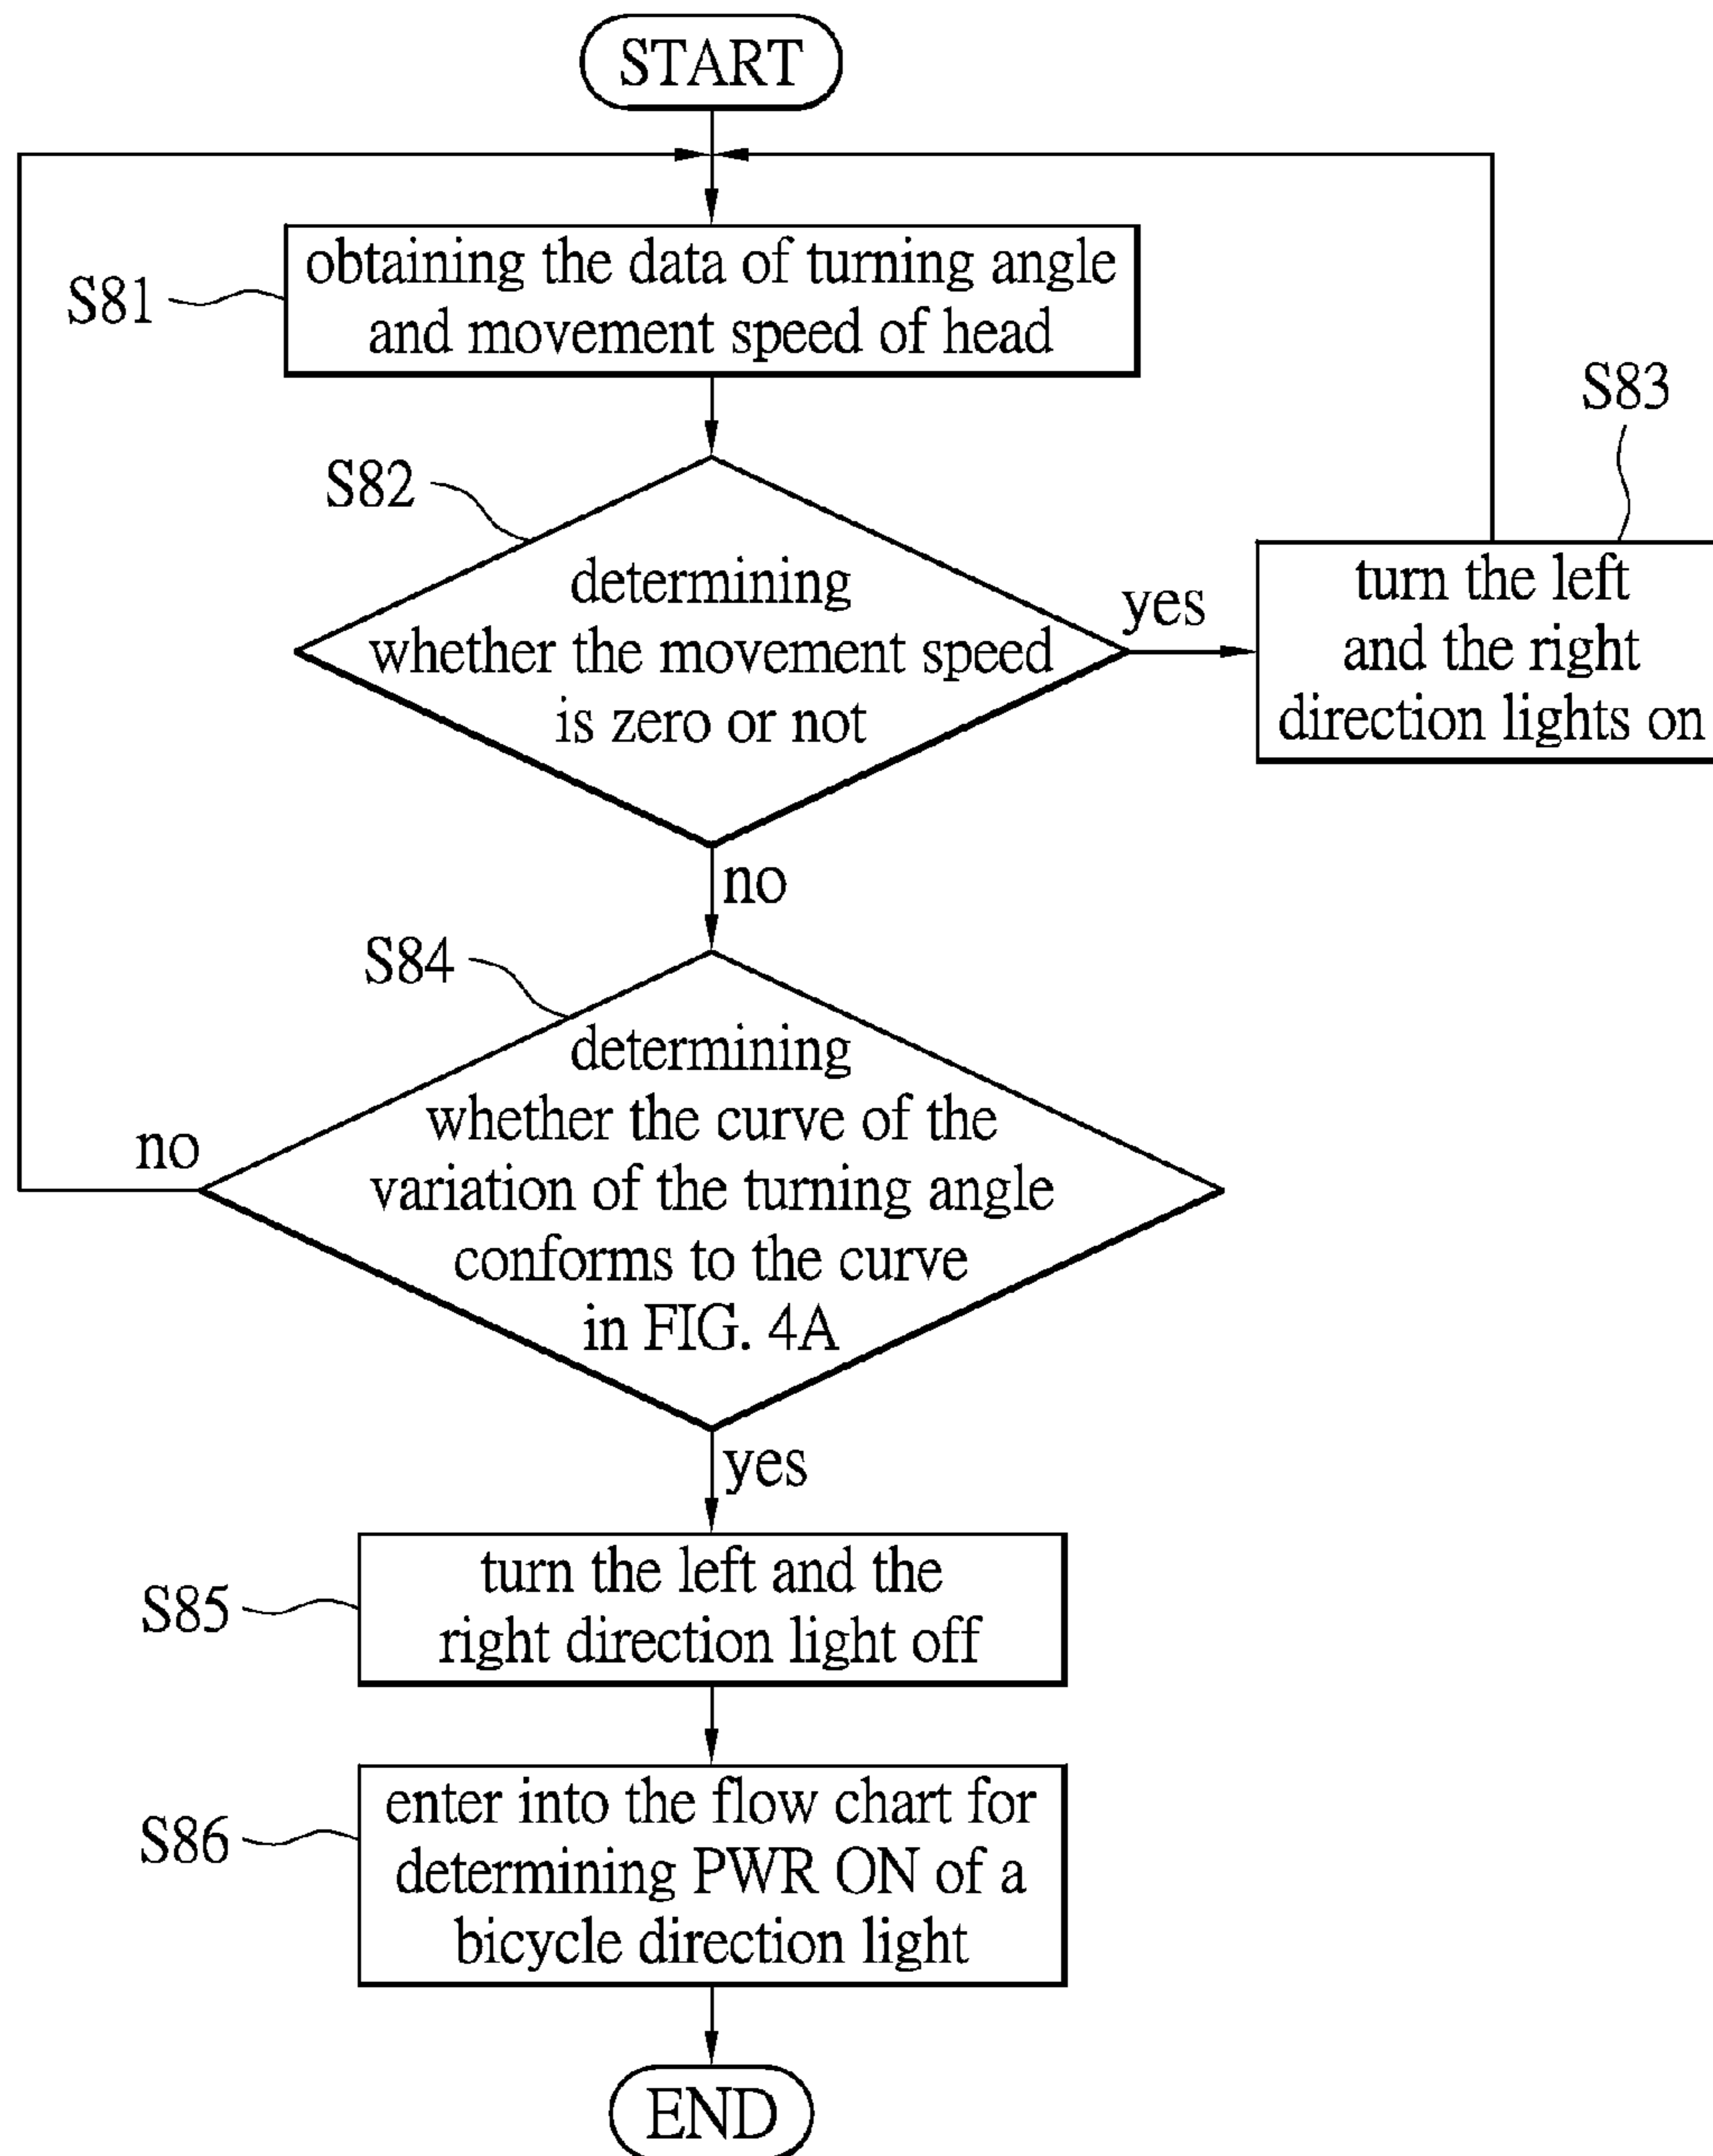 START
S81
obtaining the data of turning angle
and movement speed of head
S82
determining
whether the movement speed
is zero or not
yes
S83
turn the left
and the right
direction lights on
no
S84
determining
whether the curve of the
variation of the turning angle
conforms to the curve
in FIG. 4A
no
yes
S85
turn the left and the
right direction light off
S86
enter into the flow chart for
determining PWR ON of a
bicycle direction light
END